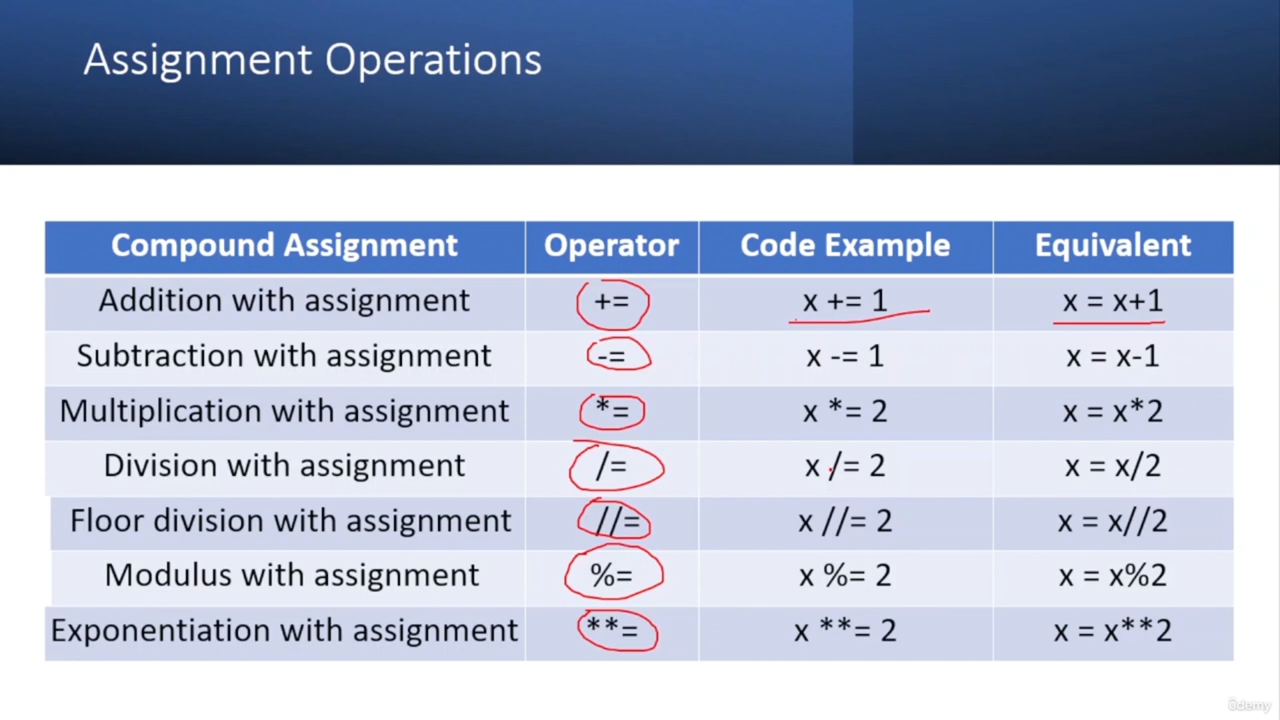 Assignment Operations
Compound Assignment Operator Code Example Equivalent
Addition with assignment += x += 1 x = x+1
Subtraction with assignment -= x -= 1 x = x-1
Multiplication with assignment *= x *= 2 x = x*2
Division with assignment /= x /= 2 x = x/2
Floor division with assignment //= x //= 2 x = x//2
Modulus with assignment %= x %= 2 x = x%2
Exponentiation with assignment **= x **= 2 x = x**2
ûdemy